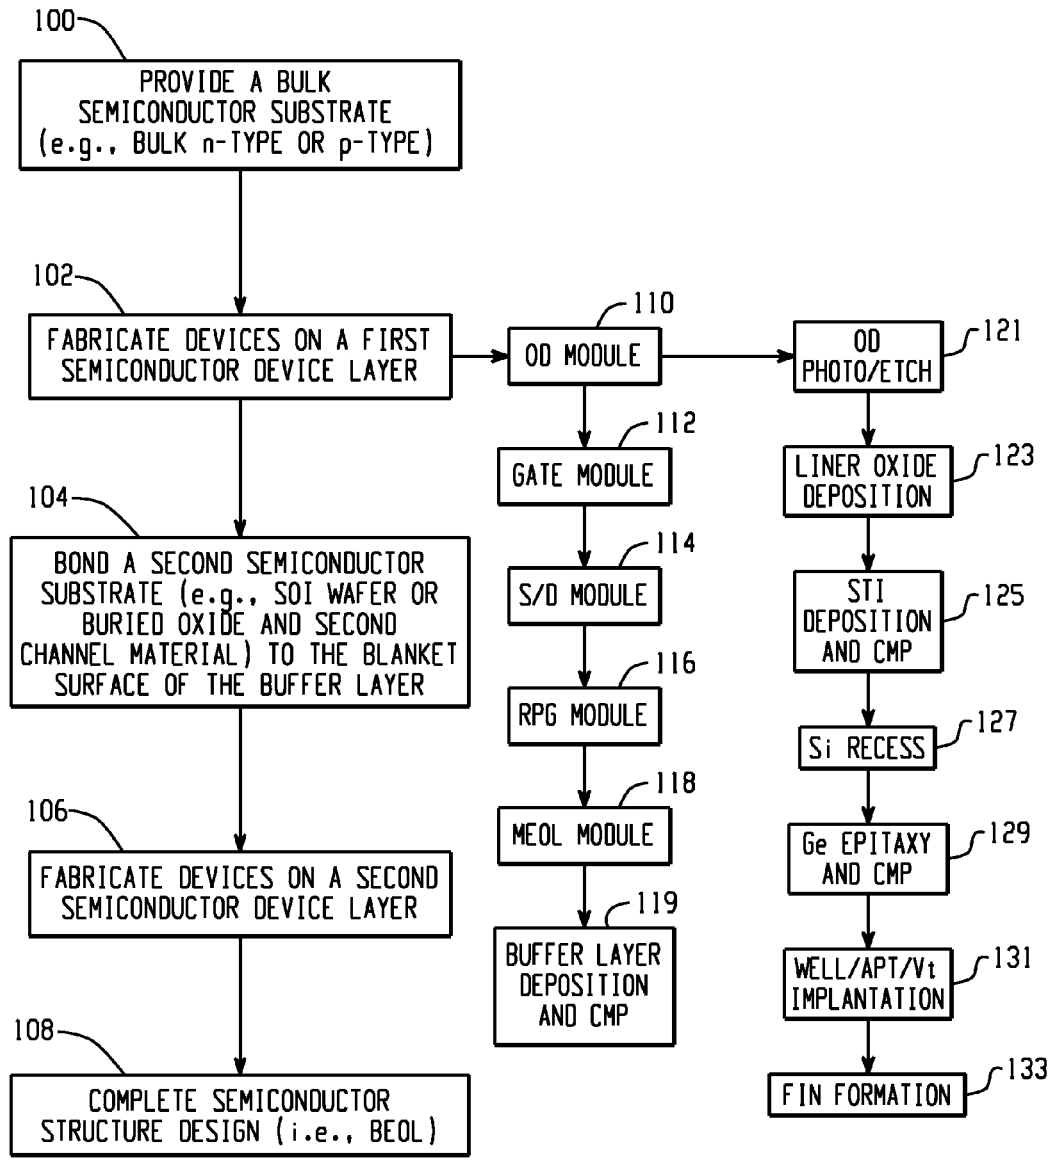 100
PROVIDE A BULK
SEMICONDUCTOR SUBSTRATE
(e.g., BULK n-TYPE OR p-TYPE)
102
FABRICATE DEVICES ON A FIRST
SEMICONDUCTOR DEVICE LAYER
104
BOND A SECOND SEMICONDUCTOR
SUBSTRATE (e.g., SOI WAFER OR
BURIED OXIDE AND SECOND
CHANNEL MATERIAL) TO THE BLANKET
SURFACE OF THE BUFFER LAYER
106
FABRICATE DEVICES ON A SECOND
SEMICONDUCTOR DEVICE LAYER
108
COMPLETE SEMICONDUCTOR
STRUCTURE DESIGN (i.e., BEOL)
110
OD MODULE
112
GATE MODULE
114
S/D MODULE
116
RPG MODULE
118
MEOL MODULE
119
BUFFER LAYER
DEPOSITION
AND CMP
121
OD
PHOTO/ETCH
123
LINER OXIDE
DEPOSITION
125
STI
DEPOSITION
AND CMP
127
Si RECESS
129
Ge EPITAXY
AND CMP
131
WELL/APT/Vt
IMPLANTATION
133
FIN FORMATION